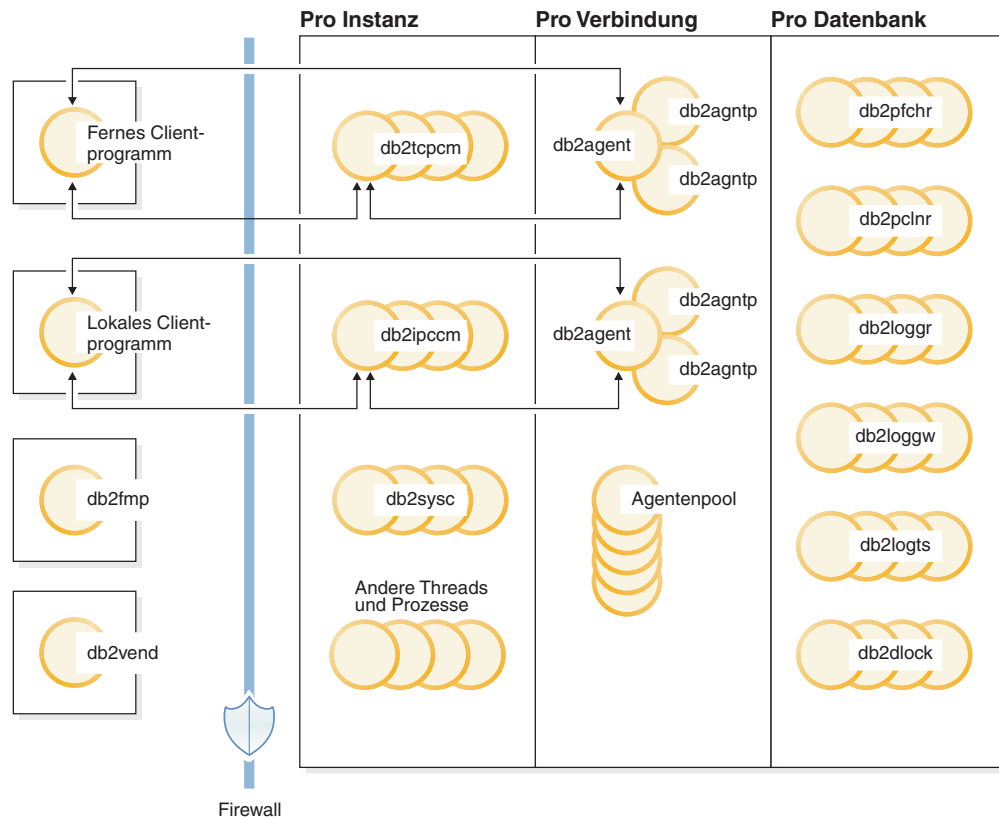 Pro Instanz
Pro Verbindung
Pro Datenbank
Fernes Client-
programm
db2tcpcm
db2agent
db2agntp
db2agntp
db2pfchr
db2pclnr
Lokales Client-
programm
db2ipccm
db2agent
db2agntp
db2agntp
db2loggr
db2loggw
db2fmp
db2sysc
Agentenpool
db2logts
Andere Threads
und Prozesse
db2vend
db2dlock
Firewall